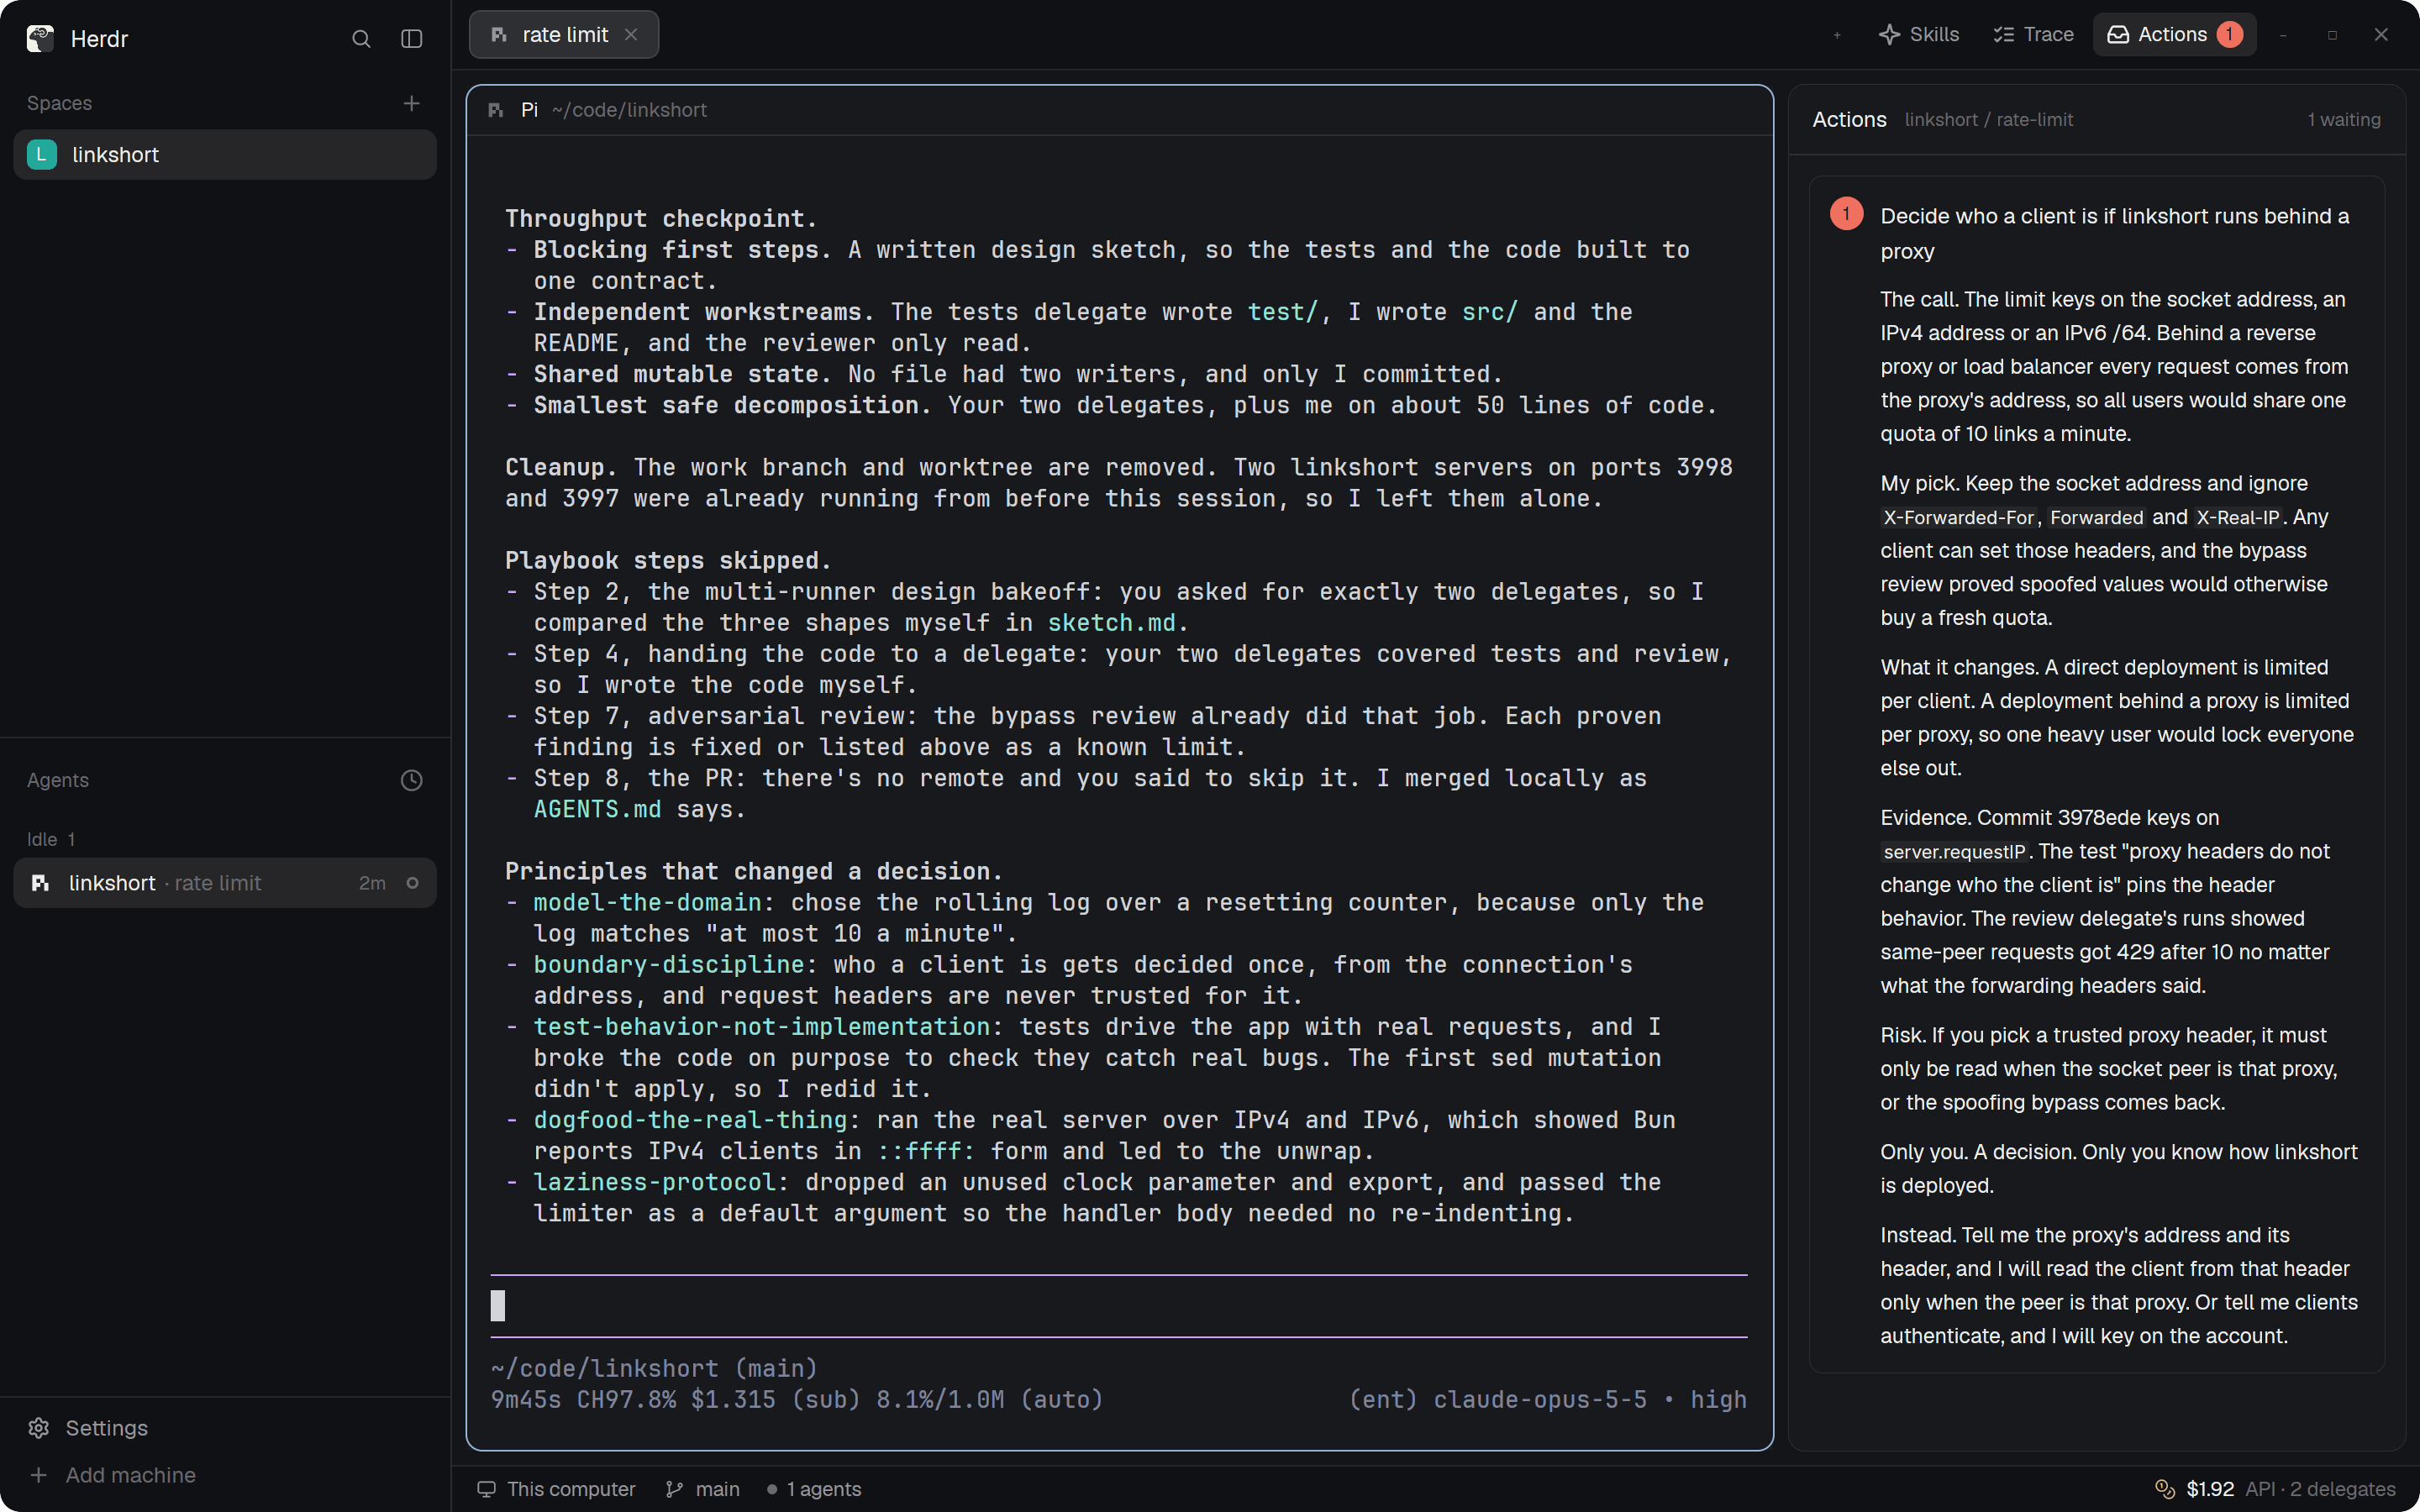 Herdr
Spaces
L linkshort
Agents
Idle 1
linkshort · rate limit 2m
Settings
Add machine
rate limit
Skills
Trace
Actions 1
Pi ~/code/linkshort
Throughput checkpoint.
- Blocking first steps. A written design sketch, so the tests and the code built to
one contract.
- Independent workstreams. The tests delegate wrote test/, I wrote src/ and the
README, and the reviewer only read.
- Shared mutable state. No file had two writers, and only I committed.
- Smallest safe decomposition. Your two delegates, plus me on about 50 lines of code.
Cleanup. The work branch and worktree are removed. Two linkshort servers on ports 3998
and 3997 were already running from before this session, so I left them alone.
Playbook steps skipped.
- Step 2, the multi-runner design bakeoff: you asked for exactly two delegates, so I
compared the three shapes myself in sketch.md.
- Step 4, handing the code to a delegate: your two delegates covered tests and review,
so I wrote the code myself.
- Step 7, adversarial review: the bypass review already did that job. Each proven
finding is fixed or listed above as a known limit.
- Step 8, the PR: there's no remote and you said to skip it. I merged locally as
AGENTS.md says.
Principles that changed a decision.
- model-the-domain: chose the rolling log over a resetting counter, because only the
log matches "at most 10 a minute".
- boundary-discipline: who a client is gets decided once, from the connection's
address, and request headers are never trusted for it.
- test-behavior-not-implementation: tests drive the app with real requests, and I
broke the code on purpose to check they catch real bugs. The first sed mutation
didn't apply, so I redid it.
- dogfood-the-real-thing: ran the real server over IPv4 and IPv6, which showed Bun
reports IPv4 clients in ::ffff: form and led to the unwrap.
- laziness-protocol: dropped an unused clock parameter and export, and passed the
limiter as a default argument so the handler body needed no re-indenting.
~/code/linkshort (main)
9m45s CH97.8% $1.315 (sub) 8.1%/1.0M (auto) (ent) claude-opus-5-5 • high
Actions linkshort / rate-limit 1 waiting
1 Decide who a client is if linkshort runs behind a
proxy
The call. The limit keys on the socket address, an
IPv4 address or an IPv6 /64. Behind a reverse
proxy or load balancer every request comes from
the proxy's address, so all users would share one
quota of 10 links a minute.
My pick. Keep the socket address and ignore
X-Forwarded-For, Forwarded and X-Real-IP. Any
client can set those headers, and the bypass
review proved spoofed values would otherwise
buy a fresh quota.
What it changes. A direct deployment is limited
per client. A deployment behind a proxy is limited
per proxy, so one heavy user would lock everyone
else out.
Evidence. Commit 3978ede keys on
server.requestIP. The test "proxy headers do not
change who the client is" pins the header
behavior. The review delegate's runs showed
same-peer requests got 429 after 10 no matter
what the forwarding headers said.
Risk. If you pick a trusted proxy header, it must
only be read when the socket peer is that proxy,
or the spoofing bypass comes back.
Only you. A decision. Only you know how linkshort
is deployed.
Instead. Tell me the proxy's address and its
header, and I will read the client from that header
only when the peer is that proxy. Or tell me clients
authenticate, and I will key on the account.
This computer main 1 agents
$1.92 API · 2 delegates